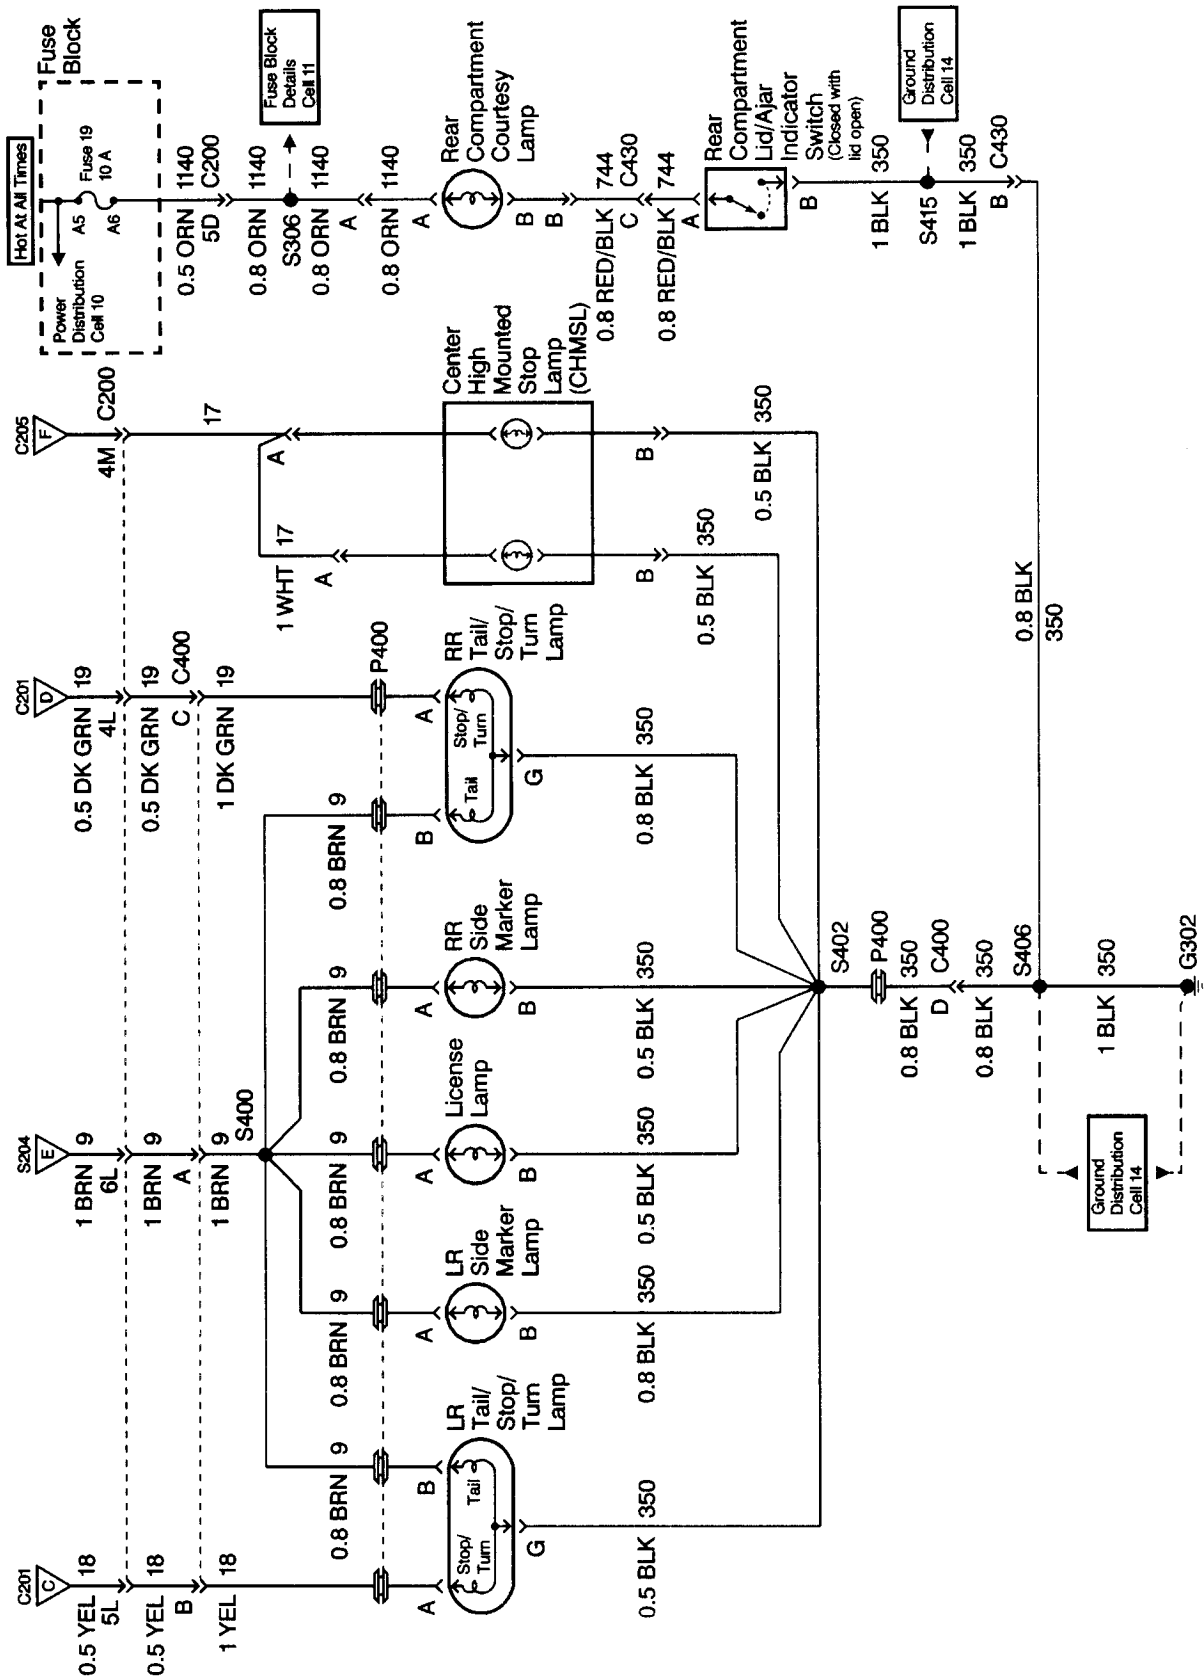 C201
C
0.5 YEL 18
5L
0.5 YEL 18
B
1 YEL 18
S204
E
1 BRN 9
6L
1 BRN 9
A
1 BRN 9
S400
C201
D
0.5 DK GRN 19
4L
0.5 DK GRN 19
C C400
1 DK GRN 19
C205
F
4M C200
17
A
1 WHT 17
A
Hot At All Times
Fuse
Block
Power
Distribution
Cell 10
A5
Fuse 19
10 A
A6
0.5 ORN 1140
5D C200
0.8 ORN 1140
S306
Fuse Block
Details
Cell 11
0.8 ORN 1140
A
0.8 ORN 1140
A
0.8 BRN 9
0.8 BRN 9
0.8 BRN 9
0.8 BRN 9
0.8 BRN 9
P400
A
B
Stop/
Turn
Tail
G
LR
Tail/
Stop/
Turn
Lamp
A
B
LR
Side
Marker
Lamp
A
B
License
Lamp
A
B
RR
Side
Marker
Lamp
B
A
Tail
Stop/
Turn
G
RR
Tail/
Stop/
Turn
Lamp
Center
High
Mounted
Stop
Lamp
(CHMSL)
B
B
Rear
Compartment
Courtesy
Lamp
B
B
0.8 RED/BLK 744
C C430
0.8 RED/BLK 744
A
Rear
Compartment
Lid/Ajar
Indicator
Switch
(Closed with
lid open)
B
1 BLK 350
S415
Ground
Distribution
Cell 14
1 BLK 350
B C430
0.5 BLK 350
0.8 BLK 350
0.5 BLK 350
0.5 BLK 350
0.8 BLK 350
0.5 BLK 350
0.5 BLK 350
S402
P400
0.8 BLK 350
D C400
0.8 BLK 350
S406
0.8 BLK
350
1 BLK 350
G302
Ground
Distribution
Cell 14